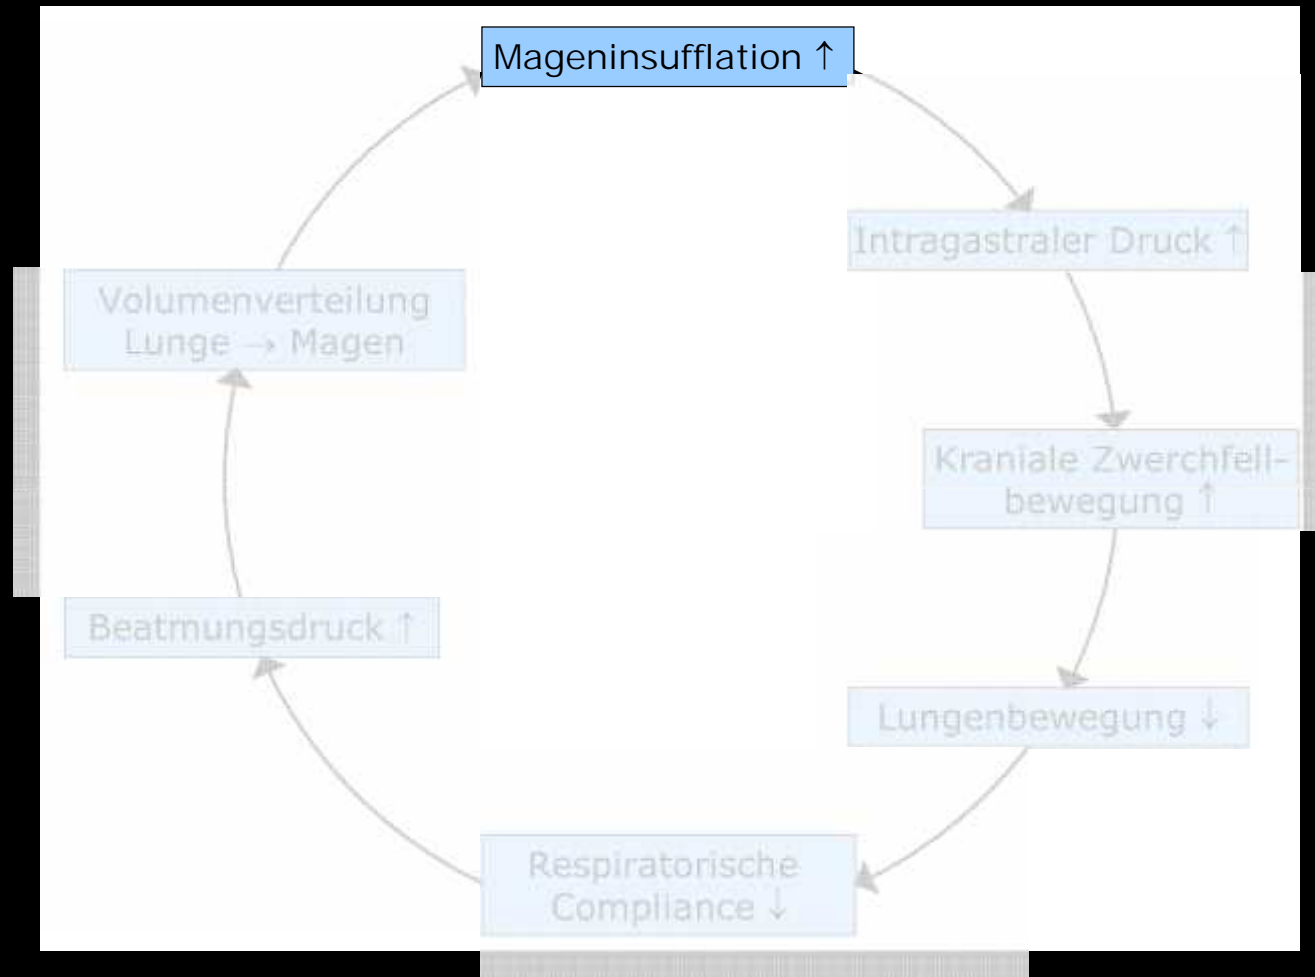 Mageninsufflation ↑
Intragastraler Druck ↑
Kraniale Zwerchfell-
bewegung ↑
Lungenbewegung ↓
Respiratorische
Compliance ↓
Beatmungsdruck ↑
Volumenverteilung
Lunge → Magen